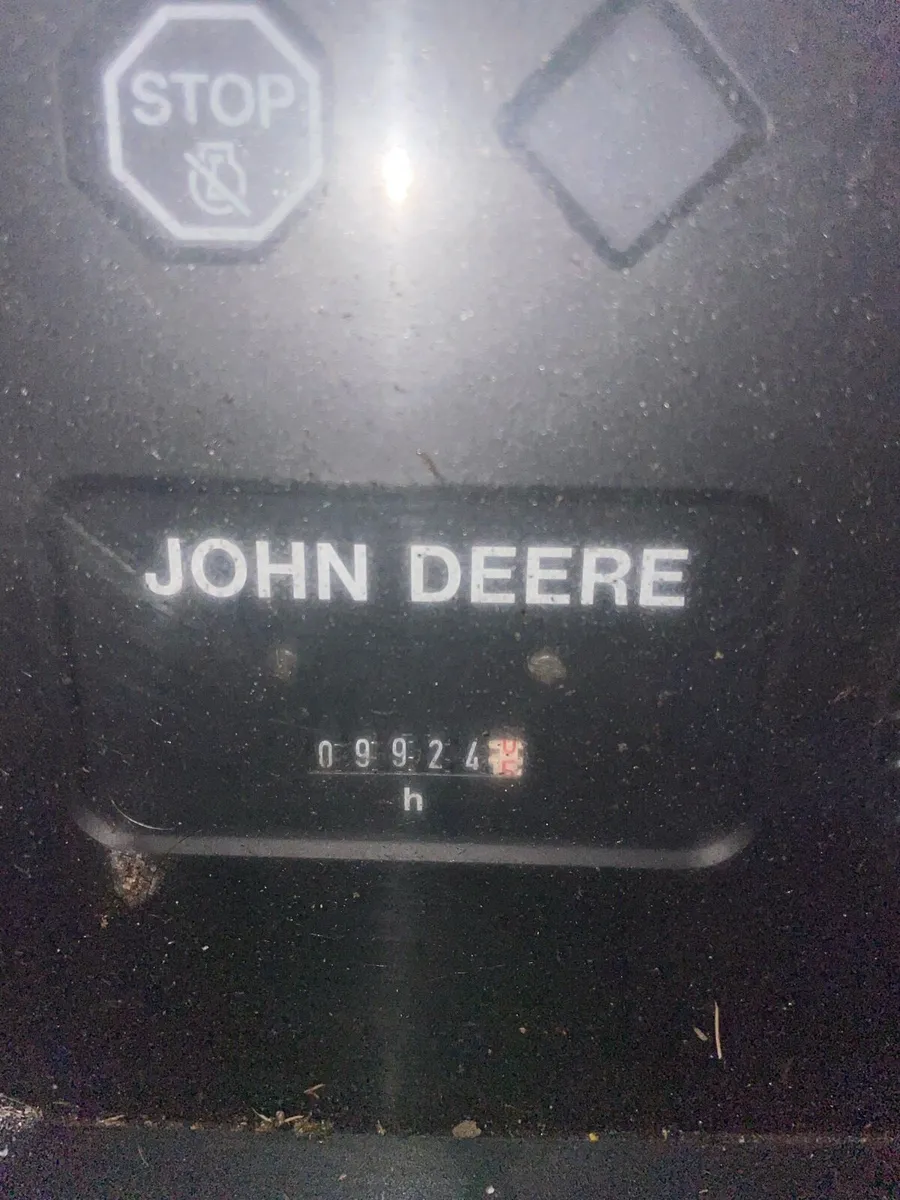 STOP
JOHN DEERE
09924
h